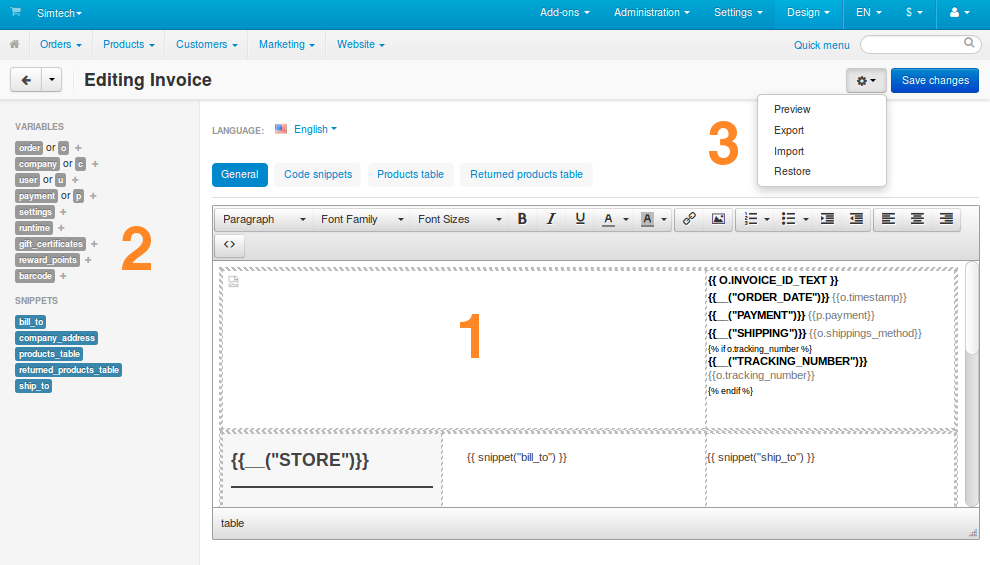 Simtech Add-ons Administration Settings Design EN $
Orders Products Customers Marketing Website Quick menu
Editing Invoice Save changes
Preview
Export
Import
Restore
3
VARIABLES
order or o +
company or c +
user or u +
payment or p +
settings +
runtime +
gift_certificates +
reward_points +
barcode +
2
SNIPPETS
bill_to
company_address
products_table
returned_products_table
ship_to
LANGUAGE: English
General Code snippets Products table Returned products table
Paragraph Font Family Font Sizes B I U A A
<>
1
{{ O.INVOICE_ID_TEXT }}
{{__("ORDER_DATE")}} {{o.timestamp}}
{{__("PAYMENT")}} {{p.payment}}
{{__("SHIPPING")}} {{o.shippings_method}}
{% if o.tracking_number %}
{{__("TRACKING_NUMBER")}}
{{o.tracking_number}}
{% endif %}
{{__("STORE")}} {{ snippet("bill_to") }} {{ snippet("ship_to") }}
table